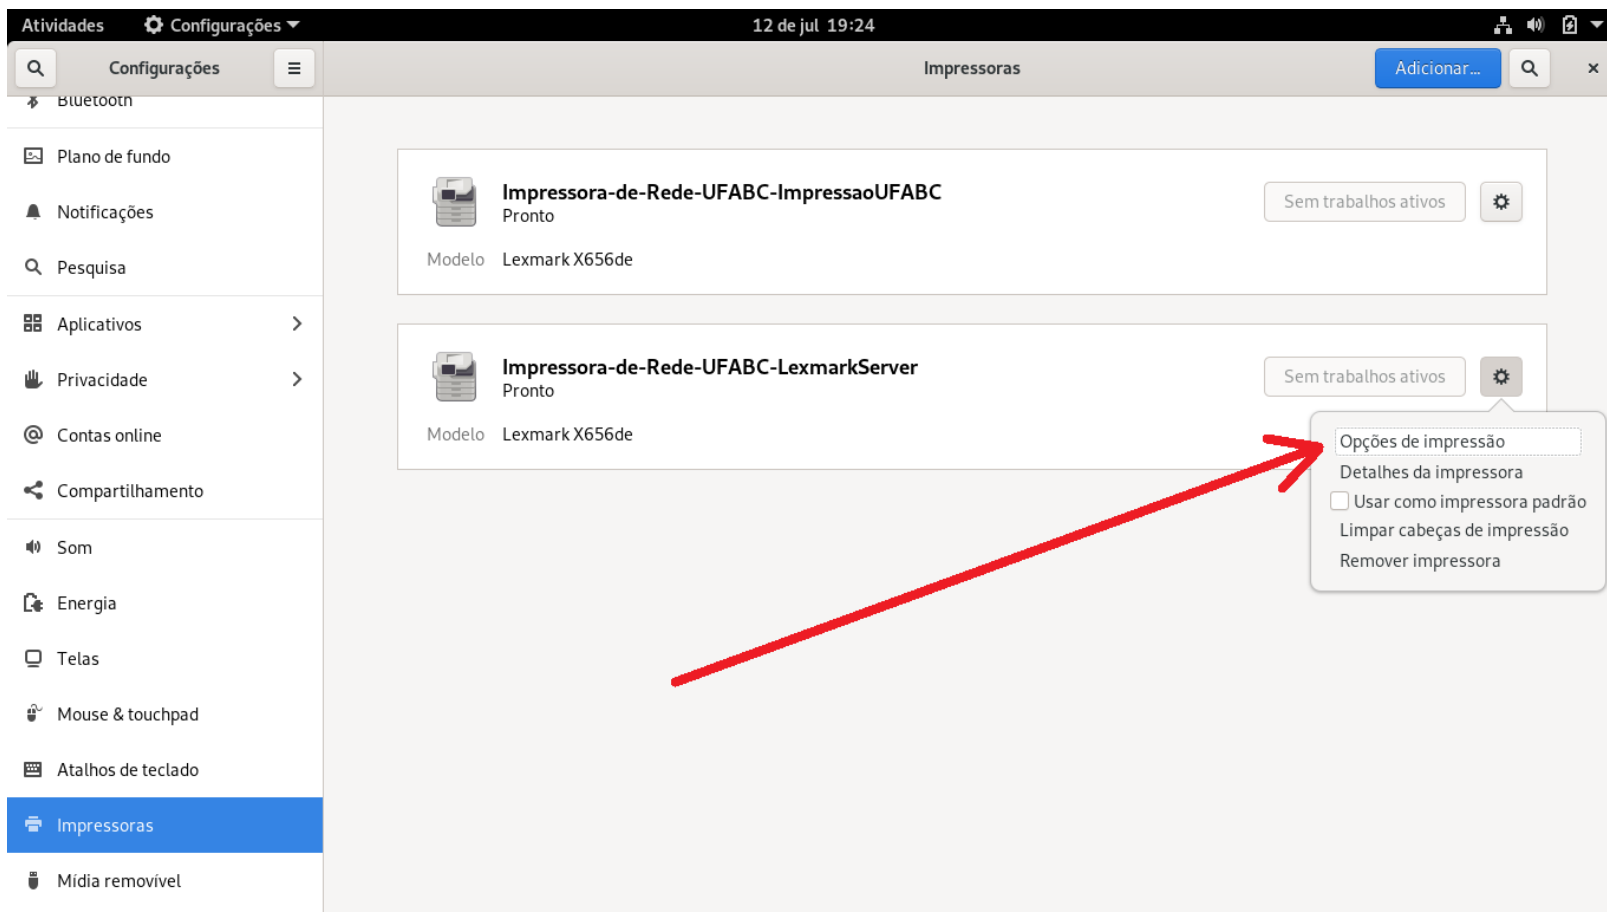 Atividades
Configurações
12 de jul 19:24
Configurações
Impressoras
Adicionar...
Bluetooth
Plano de fundo
Notificações
Pesquisa
Aplicativos
Privacidade
Contas online
Compartilhamento
Som
Energia
Telas
Mouse & touchpad
Atalhos de teclado
Impressoras
Mídia removível
Impressora-de-Rede-UFABC-ImpressaoUFABC
Pronto
Sem trabalhos ativos
Modelo Lexmark X656de
Impressora-de-Rede-UFABC-LexmarkServer
Pronto
Sem trabalhos ativos
Modelo Lexmark X656de
Opções de impressão
Detalhes da impressora
Usar como impressora padrão
Limpar cabeças de impressão
Remover impressora